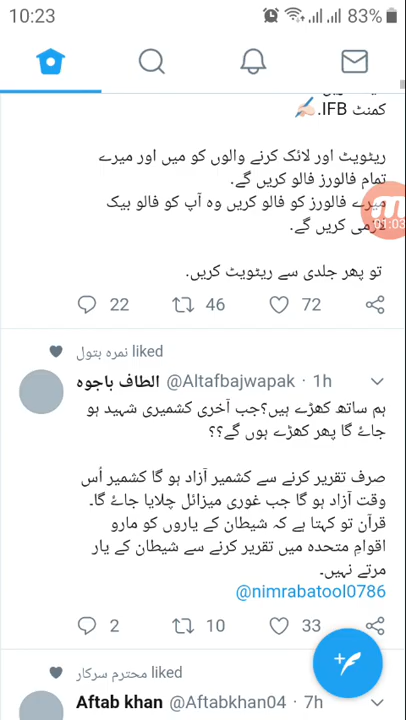 10:23
83%
کمنٹ IFB.✍🏻
ریٹویٹ اور لائک کرنے والوں کو میں اور میرے
تمام فالورز فالو کریں گے.
میرے فالورز کو فالو کریں وہ آپ کو فالو بیک
لازمی کریں گے.
01:03
تو پھر جلدی سے ریٹویٹ کریں.
22 46 72
نمرہ بتول liked
الطاف باجوہ @Altafbajwapak · 1h
ہم ساتھ کھڑے ہیں؟جب آخری کشمیری شہید ہو
جاۓ گا پھر کھڑے ہوں گے؟؟
صرف تقریر کرنے سے کشمیر آزاد ہو گا کشمیر اُس
وقت آزاد ہو گا جب غوری میزائل چلایا جاۓ گا۔
قرآن تو کہتا ہے کہ شیطان کے یاروں کو مارو
اقوامِ متحدہ میں تقریر کرنے سے شیطان کے یار
مرتے نہیں۔
@nimrabatool0786
2 10 33
محترم سرکار liked
Aftab khan @Aftabkhan04 · 7h